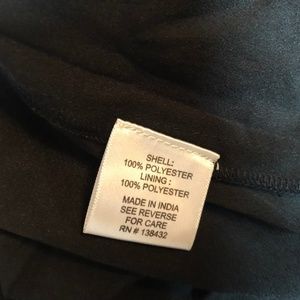 SHELL:
100% POLYESTER
LINING :
100% POLYESTER
MADE IN INDIA
SEE REVERSE
FOR CARE
RN # 138432